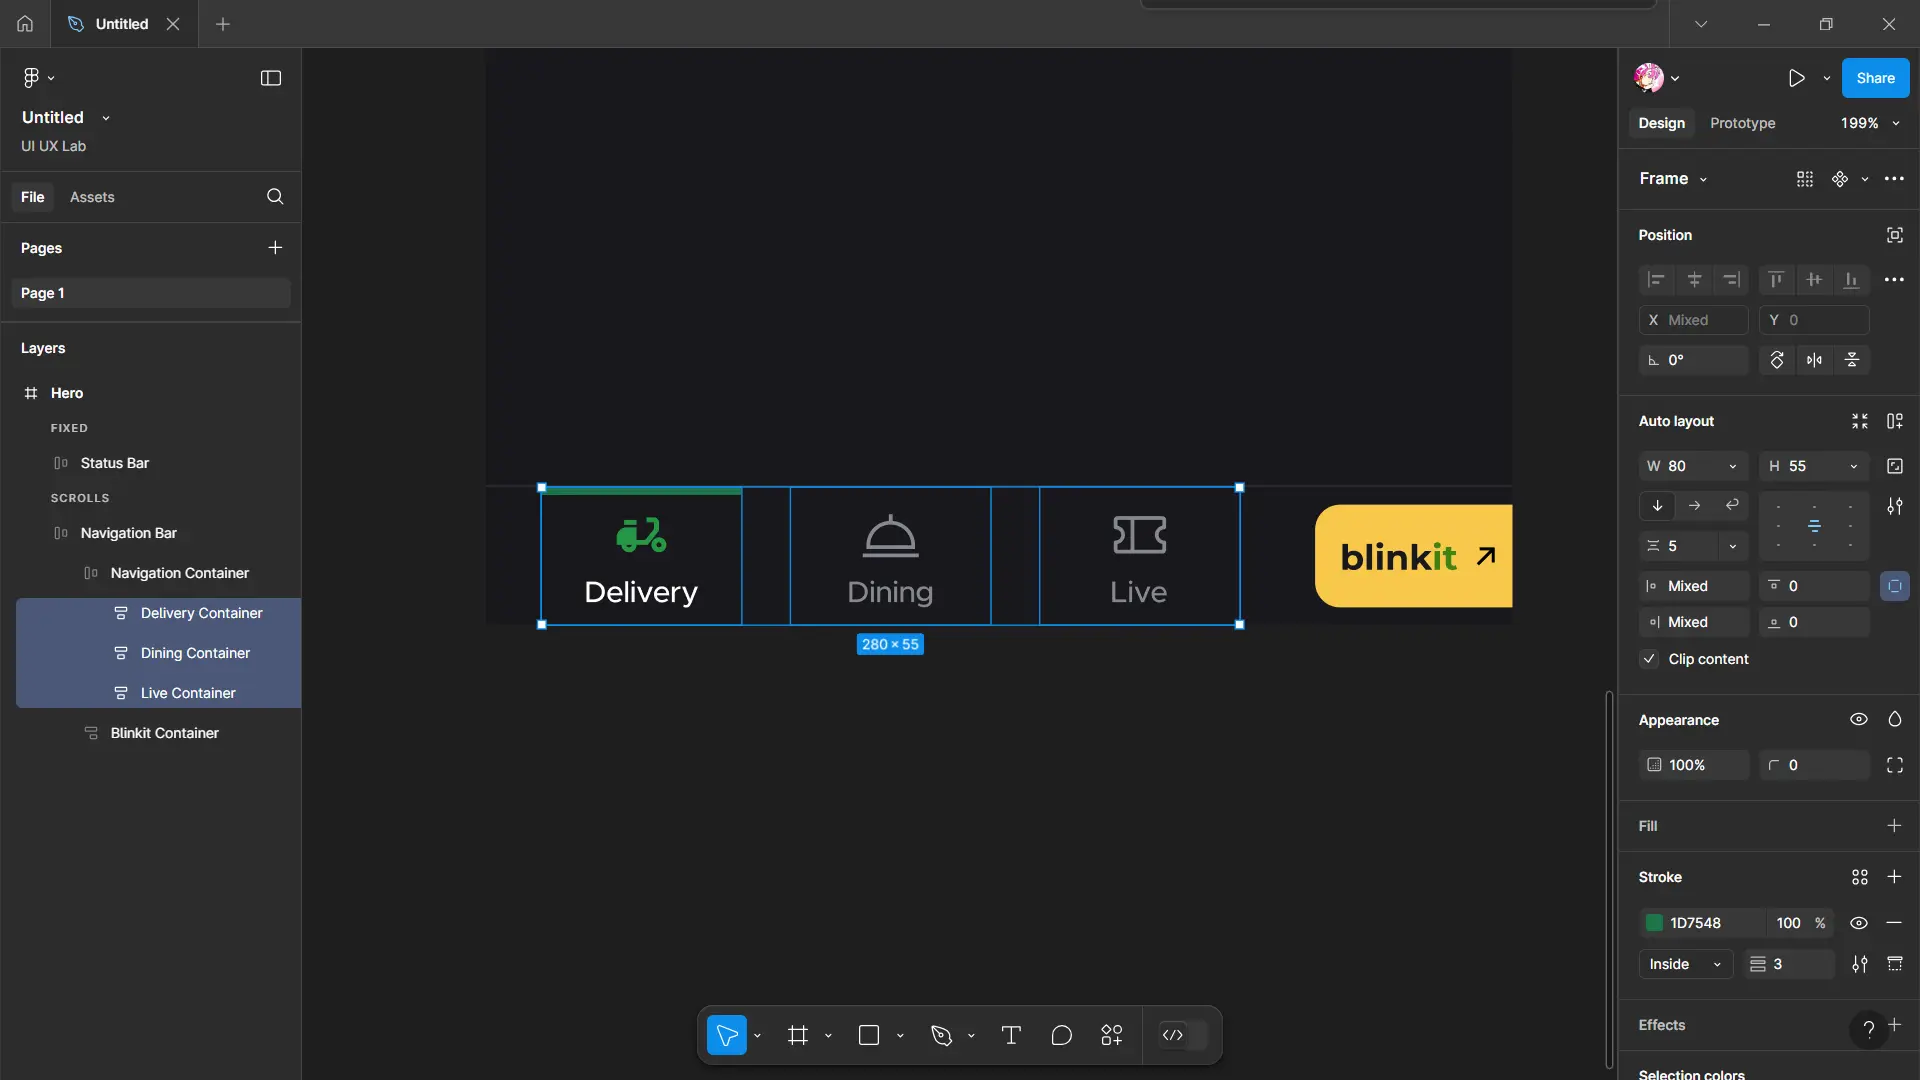 Untitled
Untitled
UI UX Lab
File
Assets
Pages
Page 1
Layers
Hero
FIXED
Status Bar
SCROLLS
Navigation Bar
Navigation Container
Delivery Container
Dining Container
Live Container
Blinkit Container
Delivery
Dining
Live
blinkit
280 × 55
Share
Design
Prototype
199%
Frame
Position
X Mixed
Y 0
0°
Auto layout
W 80
H 55
5
Mixed
0
Mixed
0
Clip content
Appearance
100%
0
Fill
Stroke
1D7548
100 %
Inside
3
Effects
?
Selection colors